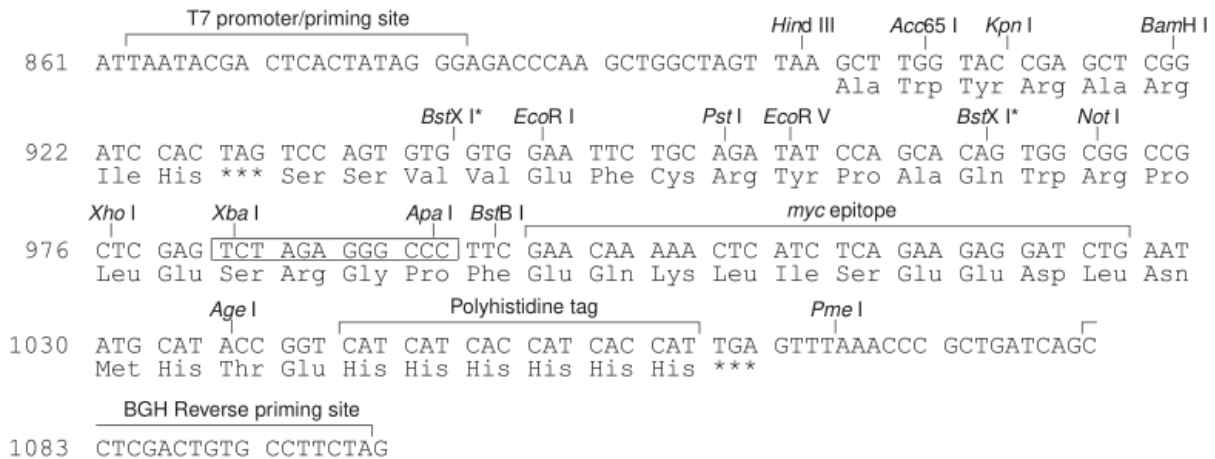 T7 promoter/priming site
Hind III Acc65 I Kpn I BamH I
861 ATTAATACGA CTCACTATAG GGAGACCCAA GCTGGCTAGT TAA GCT TGG TAC CGA GCT CGG
Ala Trp Tyr Arg Ala Arg
BstX I* EcoR I Pst I EcoR V BstX I* Not I
922 ATC CAC TAG TCC AGT GTG GTG GAA TTC TGC AGA TAT CCA GCA CAG TGG CGG CCG
Ile His *** Ser Ser Val Val Glu Phe Cys Arg Tyr Pro Ala Gln Trp Arg Pro
Xho I Xba I Apa I BstB I myc epitope
976 CTC GAG TCT AGA GGG CCC TTC GAA CAA AAA CTC ATC TCA GAA GAG GAT CTG AAT
Leu Glu Ser Arg Gly Pro Phe Glu Gln Lys Leu Ile Ser Glu Glu Asp Leu Asn
Age I Polyhistidine tag Pme I
1030 ATG CAT ACC GGT CAT CAT CAC CAT CAC CAT TGA GTTTAAACCC GCTGATCAGC
Met His Thr Glu His His His His His His ***
BGH Reverse priming site
1083 CTCGACTGTG CCTTCTAG